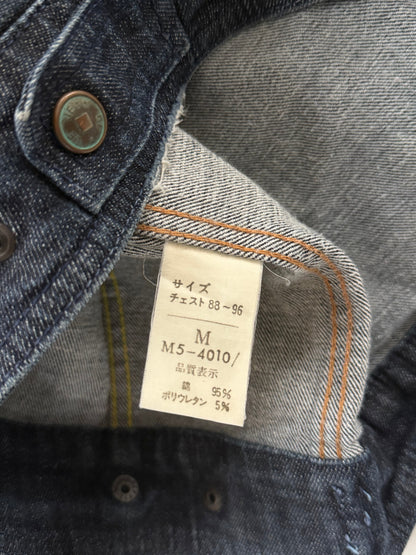 サイズ
チェスト 88～96
M
M5-4010/
品質表示
綿 95%
ポリウレタン 5%